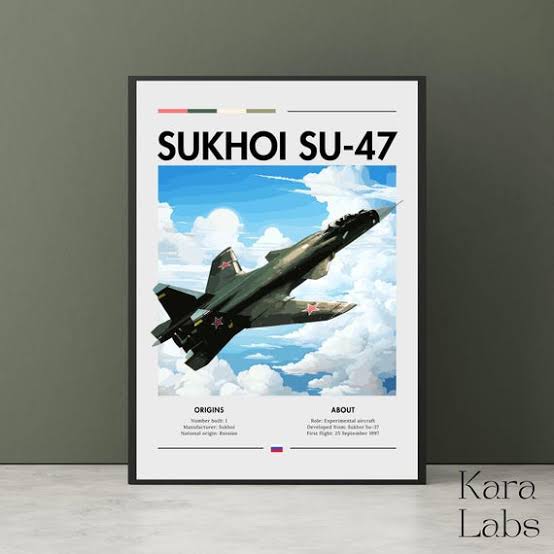 SUKHOI SU-47
ORIGINS
Number built: 1
Manufacturer: Sukhoi
National origin: Russian
ABOUT
Role: Experimental aircraft
Developed from: Sukhoi Su-37
First flight: 25 September 1997
Kara
Labs